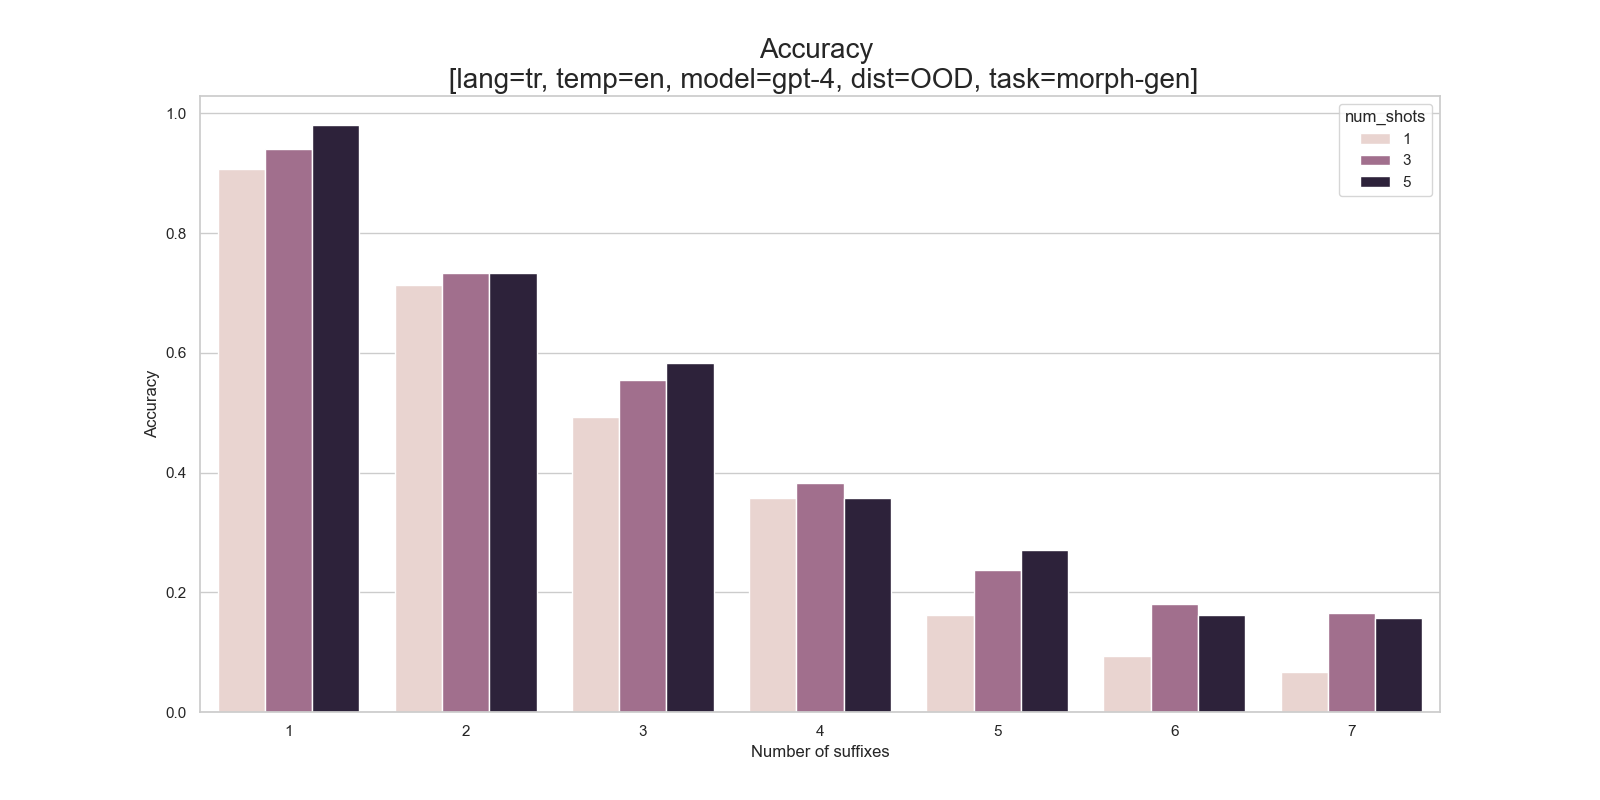 Accuracy
[lang=tr, temp=en, model=gpt-4, dist=OOD, task=morph-gen]
num_shots
1
3
5
1.0
0.8
0.6
0.4
0.2
0.0
Accuracy
1 2 3 4 5 6 7
Number of suffixes